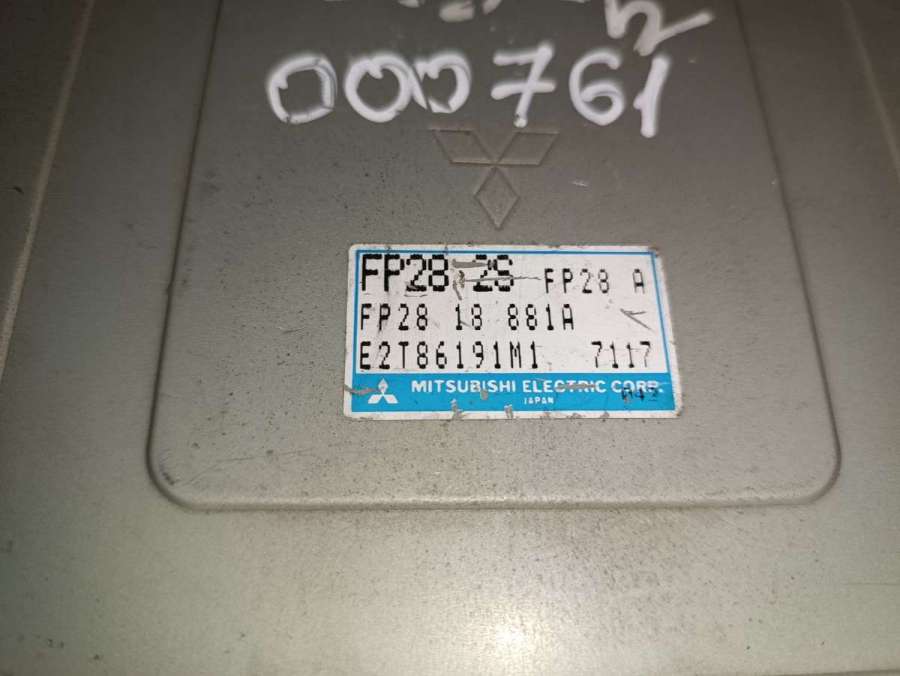 000761
FP28 2S FP28 A
FP28 18 881A
E2T86191M1 7117
MITSUBISHI ELECTRIC CORP.
JAPAN